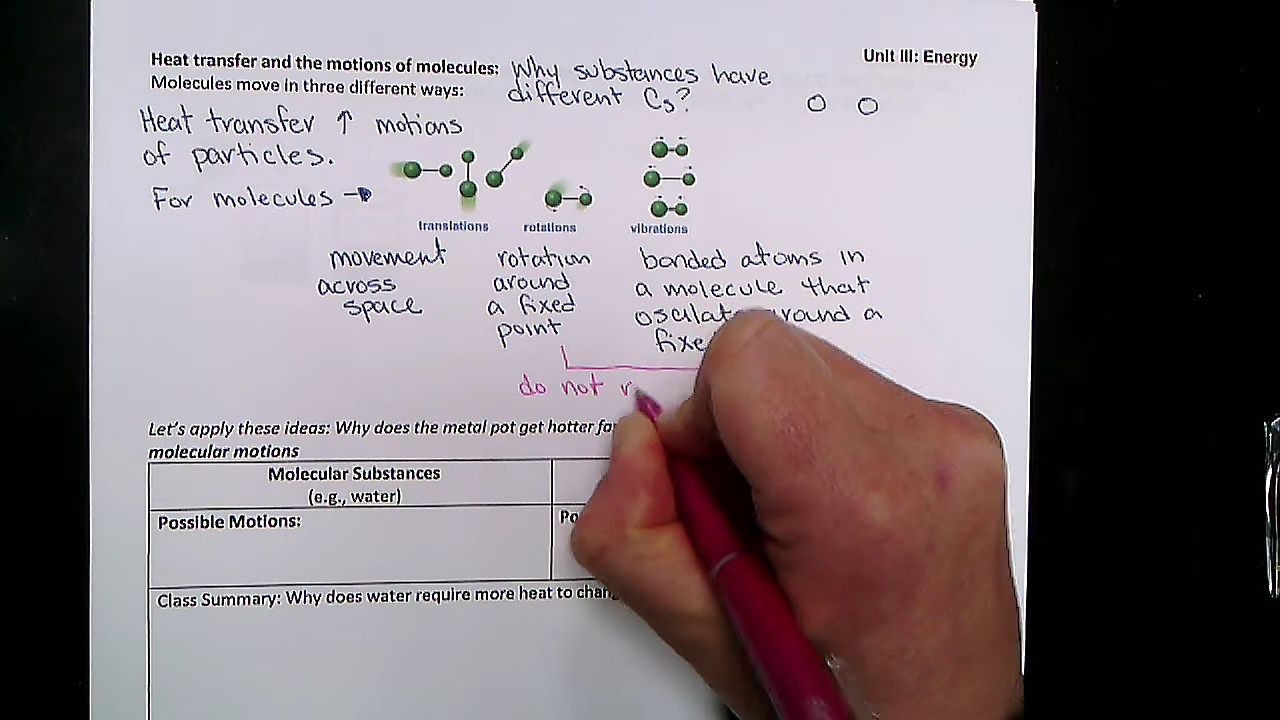 Heat transfer and the motions of molecules: Why substances have
Unit III: Energy
Molecules move in three different ways: different Cs?
Heat transfer ↑ motions
of particles.
For molecules →
translations rotations vibrations
movement
across
space
rotation
around
a fixed
point
bonded atoms in
a molecule that
around a
do not
Let's apply these ideas: Why does the metal pot get hotter
molecular motions
Molecular Substances
(e.g., water)
Possible Motions:
Class Summary: Why does water require more heat to